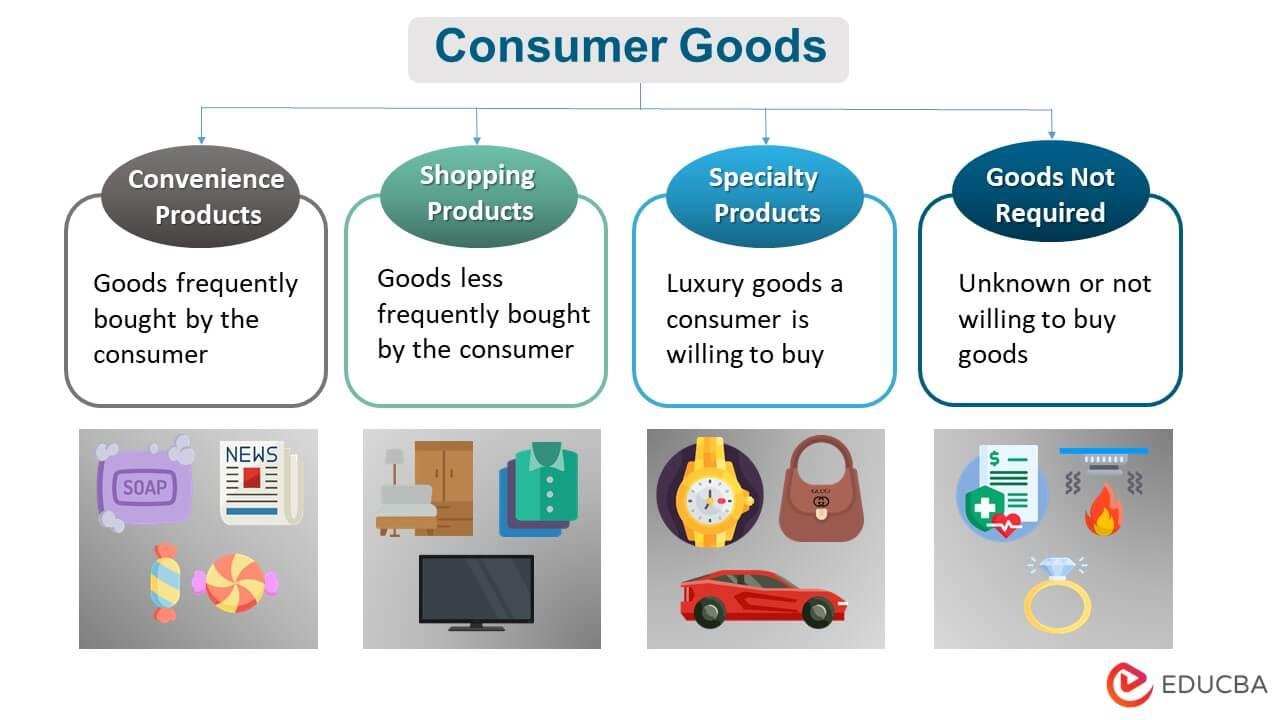 Consumer Goods
Convenience
Products
Goods frequently
bought by the
consumer
Shopping
Products
Goods less
frequently bought
by the consumer
Specialty
Products
Luxury goods a
consumer is
willing to buy
Goods Not
Required
Unknown or not
willing to buy
goods
SOAP
NEWS
GUCCI
$
EDUCBA